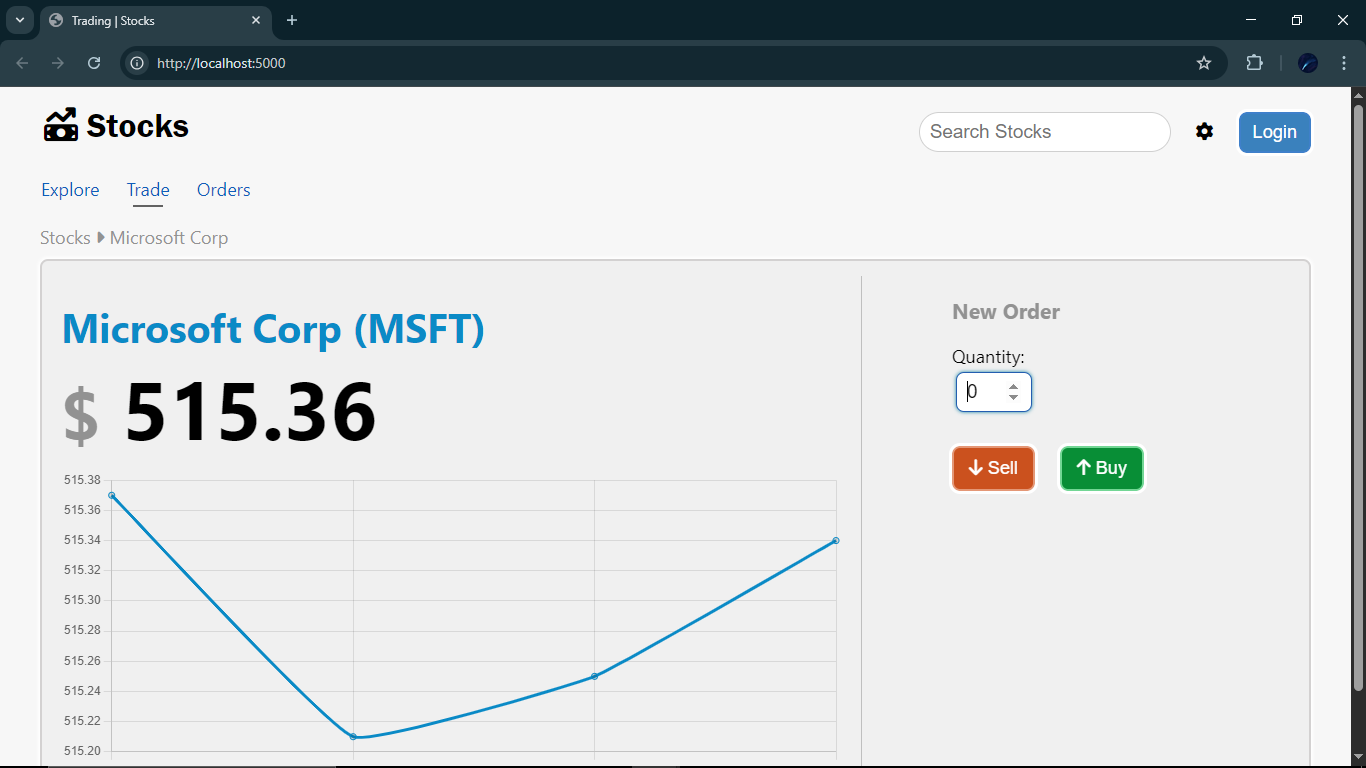 Trading | Stocks
http://localhost:5000
Stocks
Search Stocks
Login
Explore Trade Orders
Stocks Microsoft Corp
Microsoft Corp (MSFT)
$ 515.36
New Order
Quantity:
0
Sell Buy
515.38
515.36
515.34
515.32
515.30
515.28
515.26
515.24
515.22
515.20